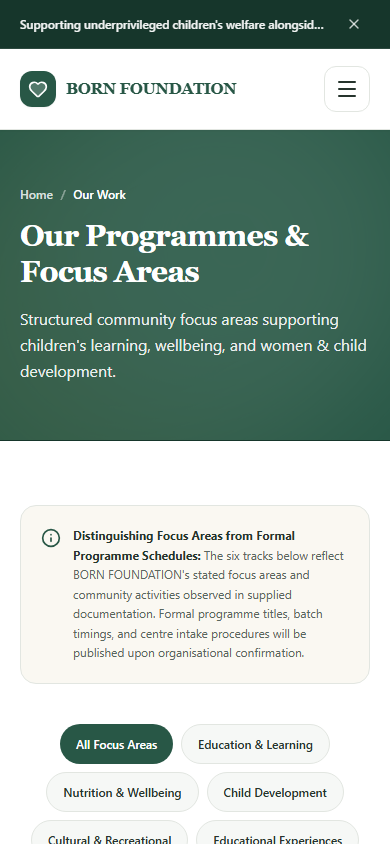 Supporting underprivileged children's welfare alongsid...
BORN FOUNDATION
Home / Our Work
Our Programmes &
Focus Areas
Structured community focus areas supporting
children's learning, wellbeing, and women & child
development.
Distinguishing Focus Areas from Formal
Programme Schedules: The six tracks below reflect
BORN FOUNDATION's stated focus areas and
community activities observed in supplied
documentation. Formal programme titles, batch
timings, and centre intake procedures will be
published upon organisational confirmation.
All Focus Areas
Education & Learning
Nutrition & Wellbeing
Child Development
Cultural & Recreational
Educational Experiences